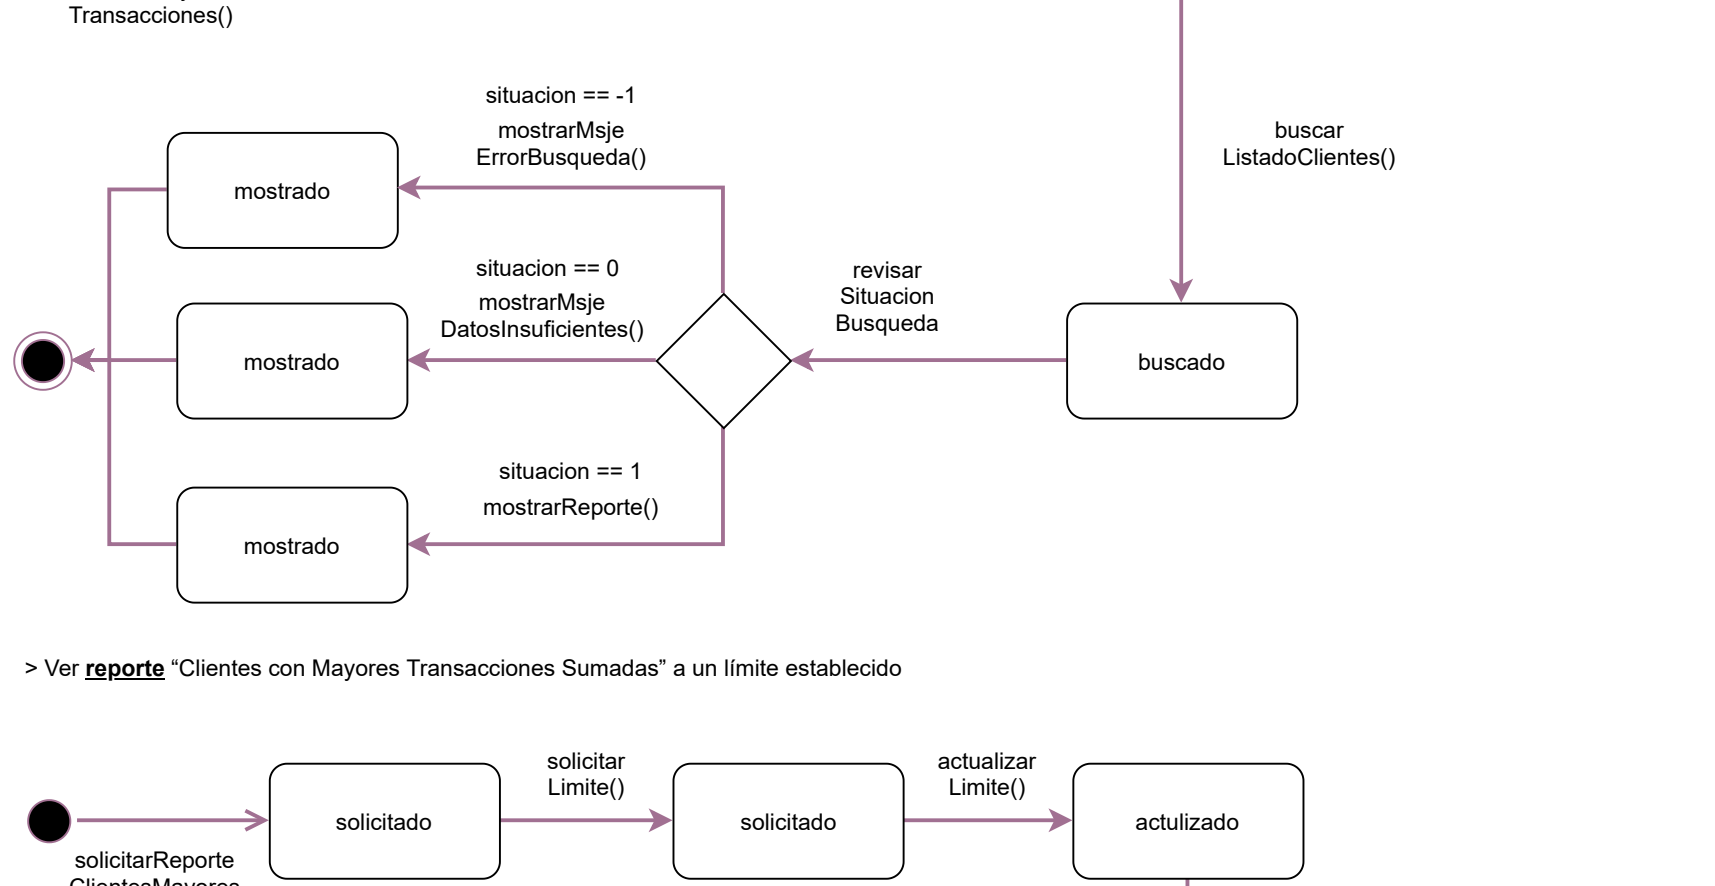 Transacciones()
situacion == -1
mostrarMsje
ErrorBusqueda()
buscar
ListadoClientes()
mostrado
situacion == 0
mostrarMsje
DatosInsuficientes()
revisar
Situacion
Busqueda
mostrado
buscado
situacion == 1
mostrarReporte()
mostrado
> Ver reporte “Clientes con Mayores Transacciones Sumadas” a un límite establecido
solicitar
Limite()
actualizar
Limite()
solicitado
solicitado
actulizado
solicitarReporte
ClientesMayores